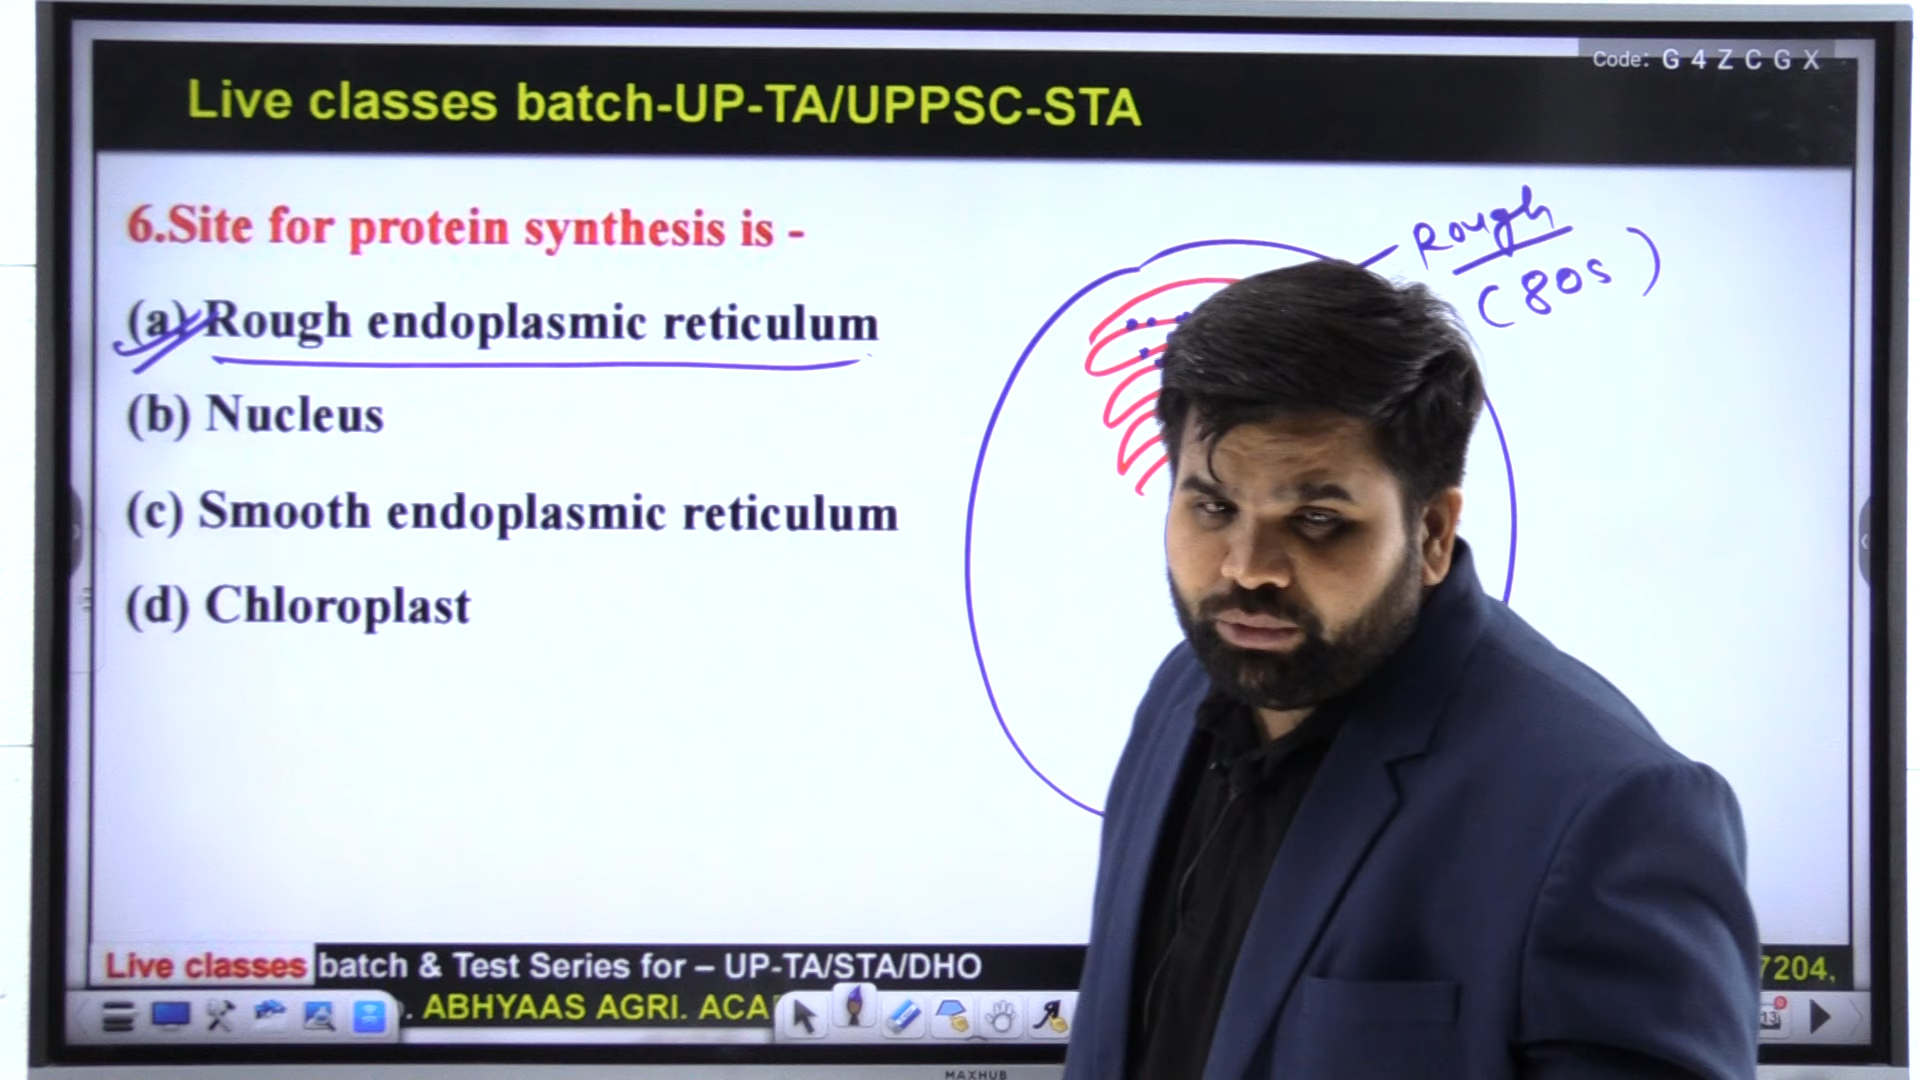 Code: G4ZCGX
Live classes batch-UP-TA/UPPSC-STA
6.Site for protein synthesis is -
(a) Rough endoplasmic reticulum
(b) Nucleus
(c) Smooth endoplasmic reticulum
(d) Chloroplast
Rough
(80s)
Live classes batch & Test Series for – UP-TA/STA/DHO
7204,
. ABHYAAS AGRI. ACA
13
MAXHUB